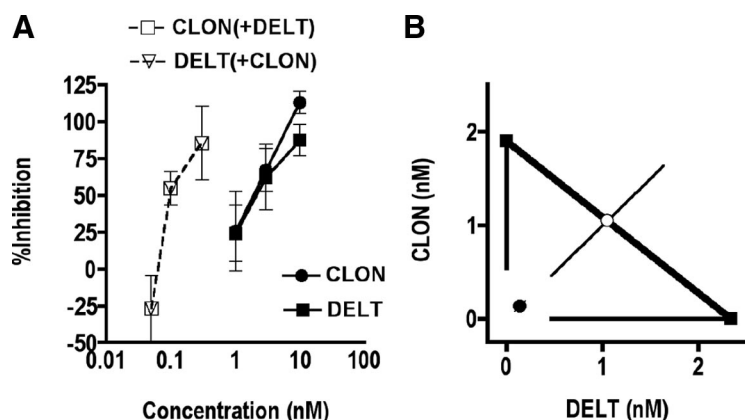 A
CLON(+DELT)
DELT(+CLON)
%Inhibition
125
100
75
50
25
0
-25
-50
0.01 0.1 1 10 100
Concentration (nM)
CLON
DELT
B
CLON (nM)
2
1
0
0 1 2
DELT (nM)